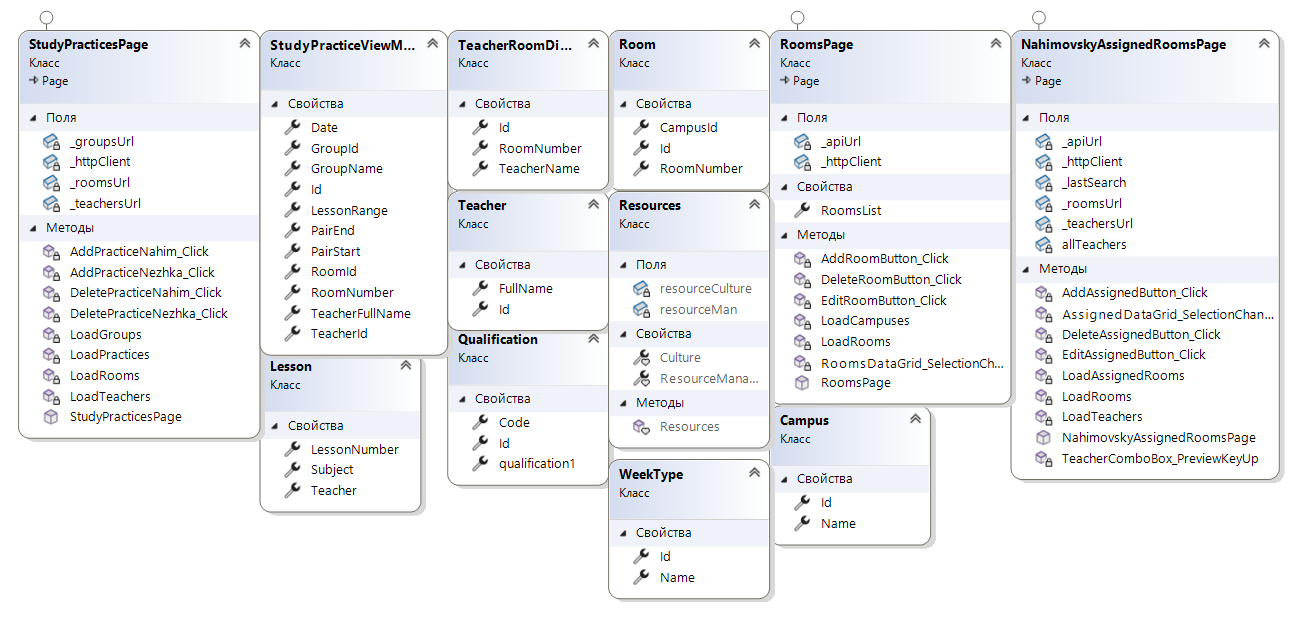 StudyPracticesPage
Класс
Page
Поля
_groupsUrl
_httpClient
_roomsUrl
_teachersUrl
Методы
AddPracticeNahim_Click
AddPracticeNezhka_Click
DeletePracticeNahim_Click
DeletePracticeNezhka_Click
LoadGroups
LoadPractices
LoadRooms
LoadTeachers
StudyPracticesPage
StudyPracticeViewM...
Класс
Свойства
Date
GroupId
GroupName
Id
LessonRange
PairEnd
PairStart
RoomId
RoomNumber
TeacherFullName
TeacherId
Lesson
Класс
Свойства
LessonNumber
Subject
Teacher
TeacherRoomDi...
Класс
Свойства
Id
RoomNumber
TeacherName
Teacher
Класс
Свойства
FullName
Id
Qualification
Класс
Свойства
Code
Id
qualification1
Room
Класс
Свойства
CampusId
Id
RoomNumber
Resources
Класс
Поля
resourceCulture
resourceMan
Свойства
Culture
ResourceMana...
Методы
Resources
WeekType
Класс
Свойства
Id
Name
RoomsPage
Класс
Page
Поля
_apiUrl
_httpClient
Свойства
RoomsList
Методы
AddRoomButton_Click
DeleteRoomButton_Click
EditRoomButton_Click
LoadCampuses
LoadRooms
RoomsDataGrid_SelectionCh...
RoomsPage
Campus
Класс
Свойства
Id
Name
NahimovskyAssignedRoomsPage
Класс
Page
Поля
_apiUrl
_httpClient
_lastSearch
_roomsUrl
_teachersUrl
allTeachers
Методы
AddAssignedButton_Click
AssignedDataGrid_SelectionChan...
DeleteAssignedButton_Click
EditAssignedButton_Click
LoadAssignedRooms
LoadRooms
LoadTeachers
NahimovskyAssignedRoomsPage
TeacherComboBox_PreviewKeyUp